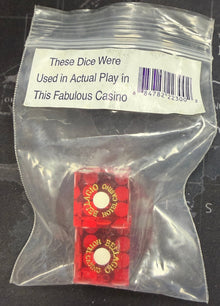 These Dice Were
Used in Actual Play in
This Fabulous Casino
BELLAGIO
BELLAGIO